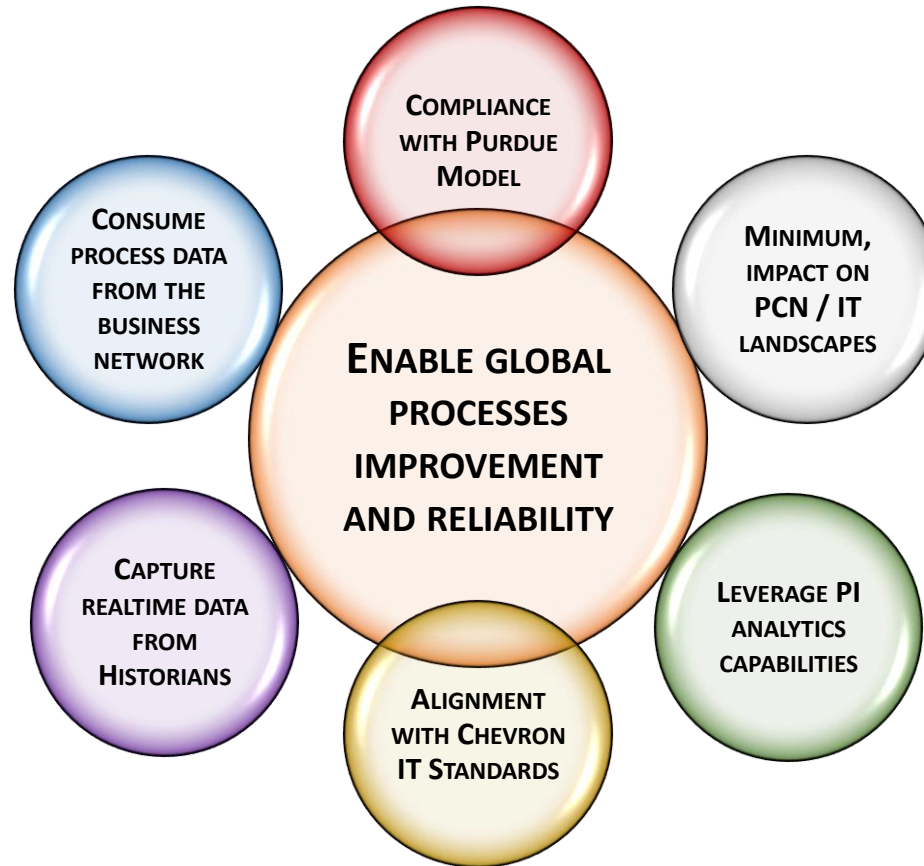 COMPLIANCE
WITH PURDUE
MODEL
CONSUME
PROCESS DATA
FROM THE
BUSINESS
NETWORK
MINIMUM,
IMPACT ON
PCN / IT
LANDSCAPES
ENABLE GLOBAL
PROCESSES
IMPROVEMENT
AND RELIABILITY
CAPTURE
REALTIME DATA
FROM
HISTORIANS
LEVERAGE PI
ANALYTICS
CAPABILITIES
ALIGNMENT
WITH CHEVRON
IT STANDARDS